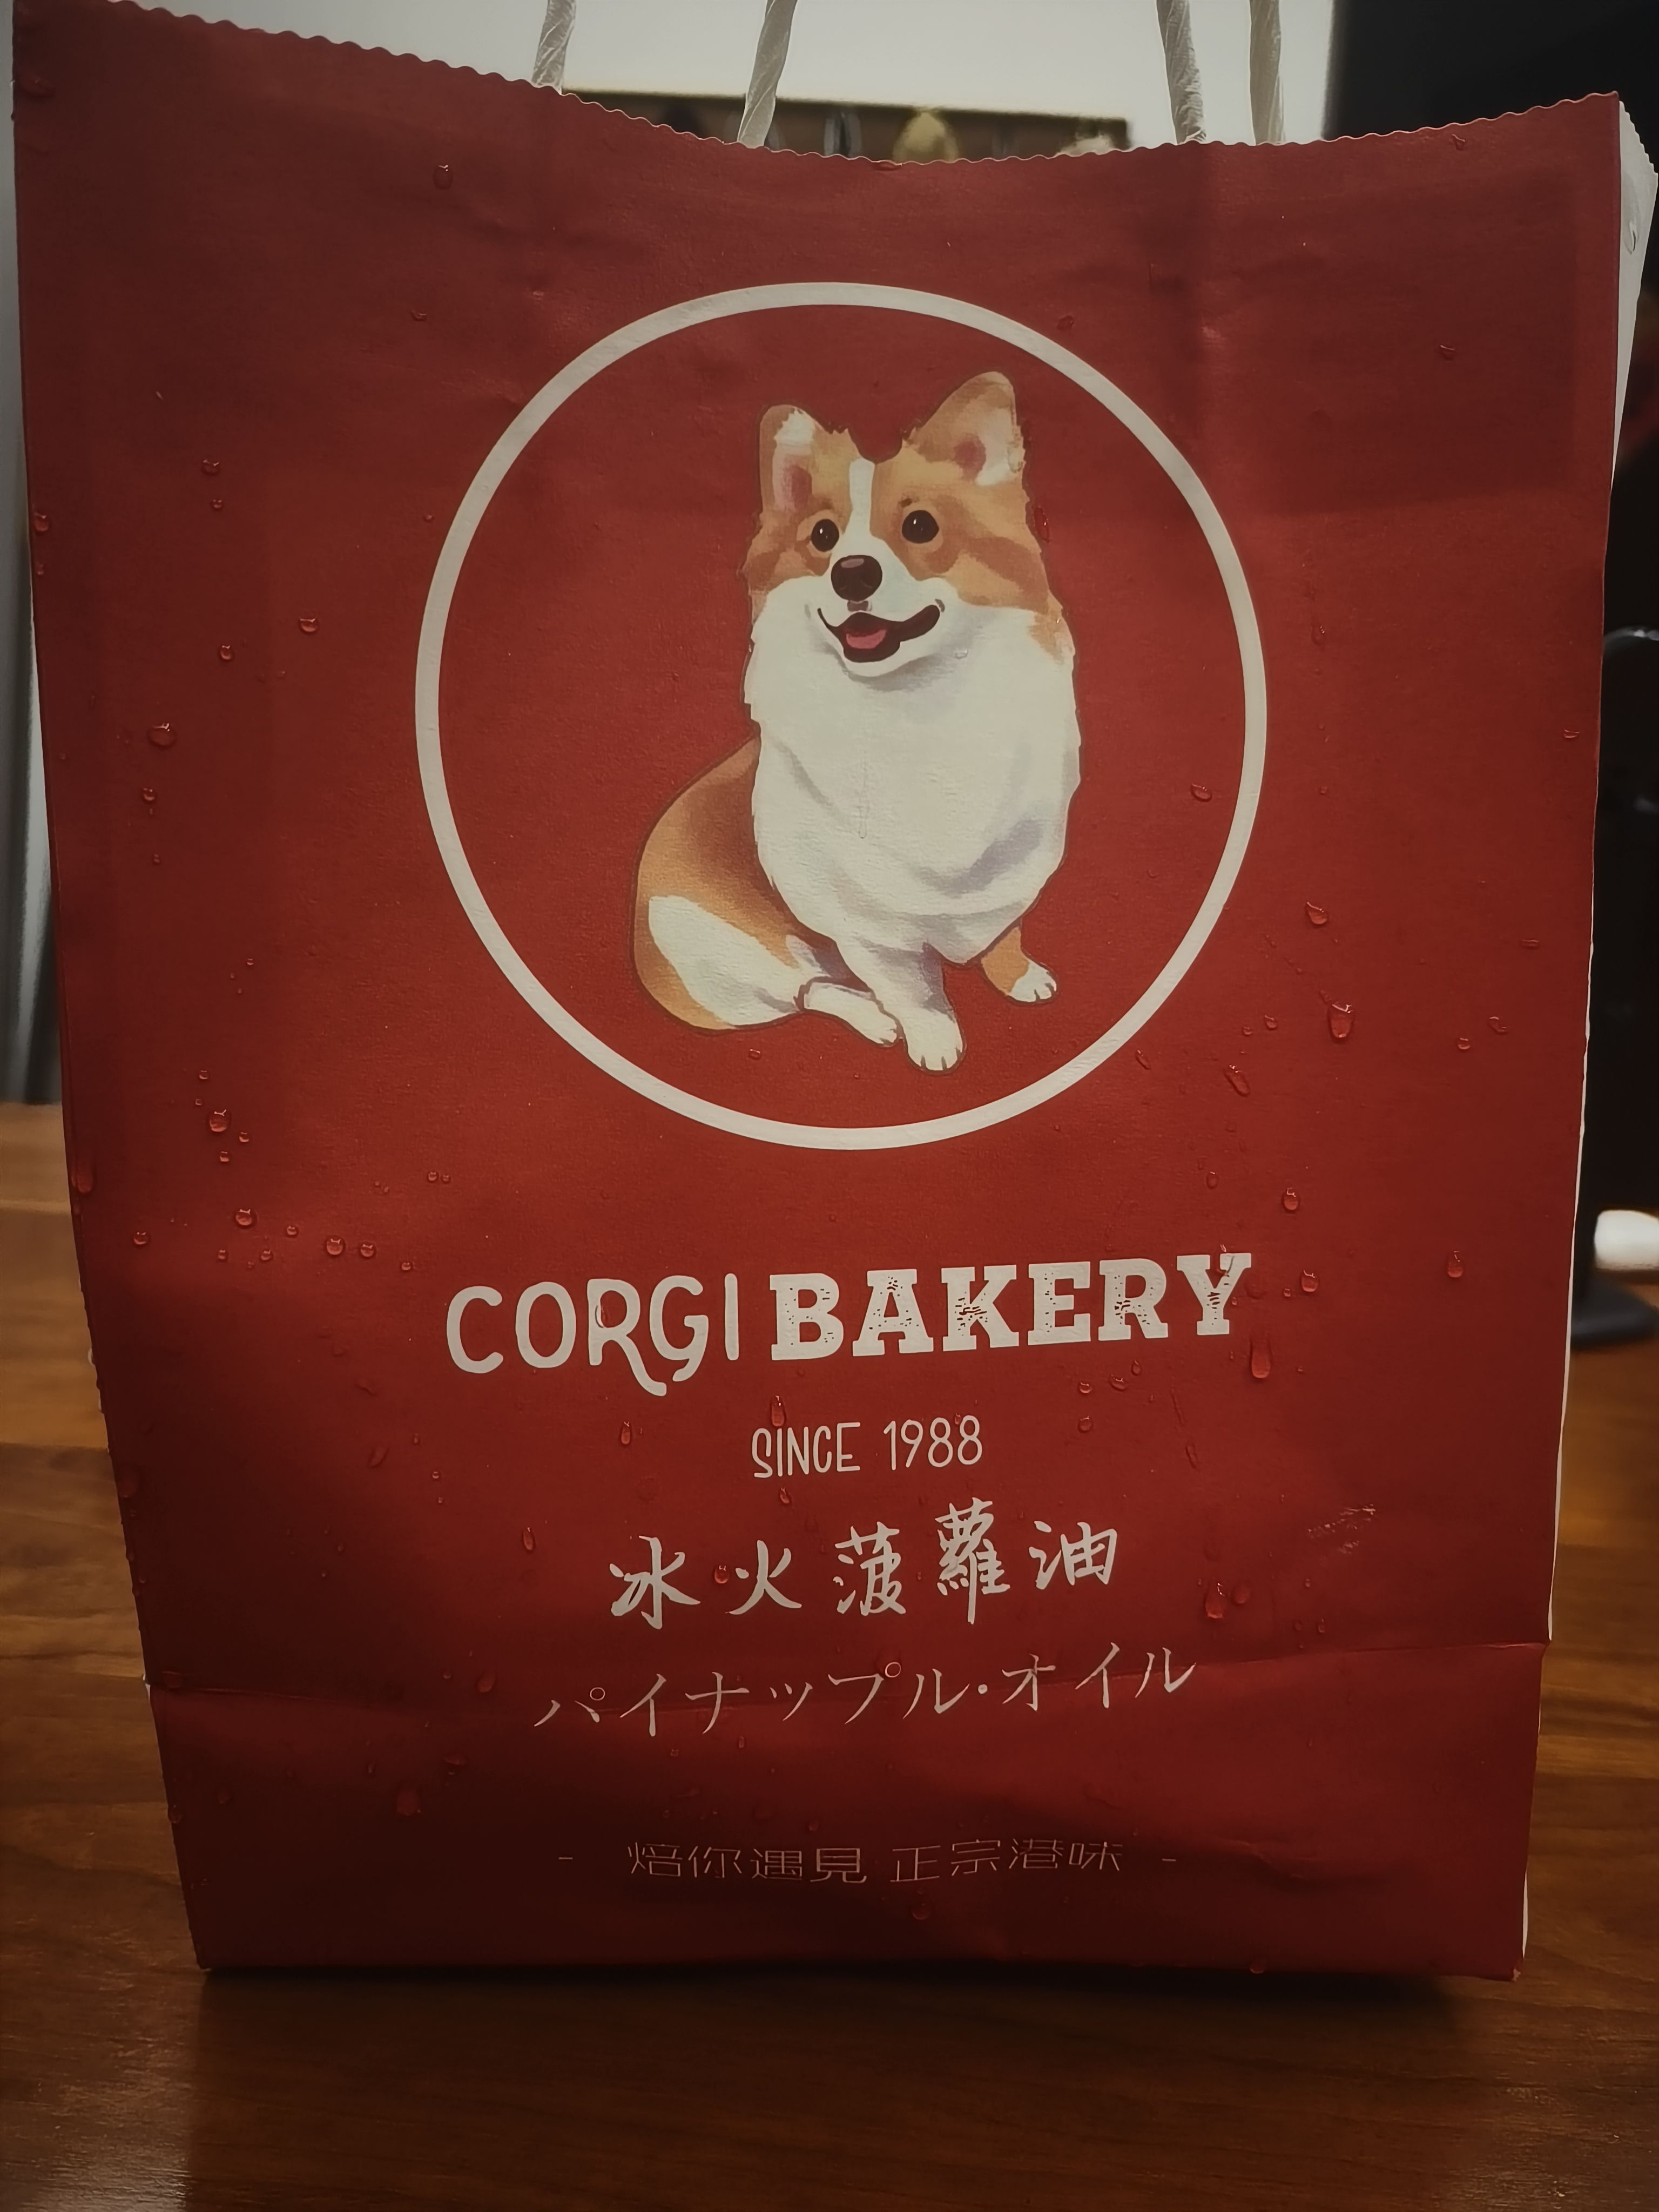 CORGI BAKERY
SINCE 1988
冰火菠蘿油
パイナップル・オイル
- 焙你遇見 正宗港味 -